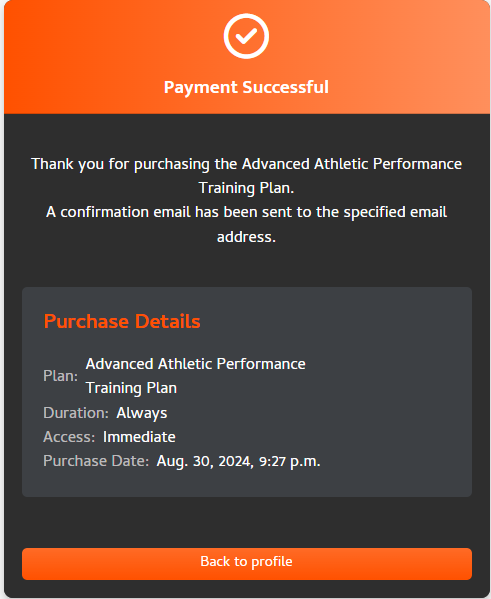 Payment Successful
Thank you for purchasing the Advanced Athletic Performance
Training Plan.
A confirmation email has been sent to the specified email
address.
Purchase Details
Plan: Advanced Athletic Performance
Training Plan
Duration: Always
Access: Immediate
Purchase Date: Aug. 30, 2024, 9:27 p.m.
Back to profile